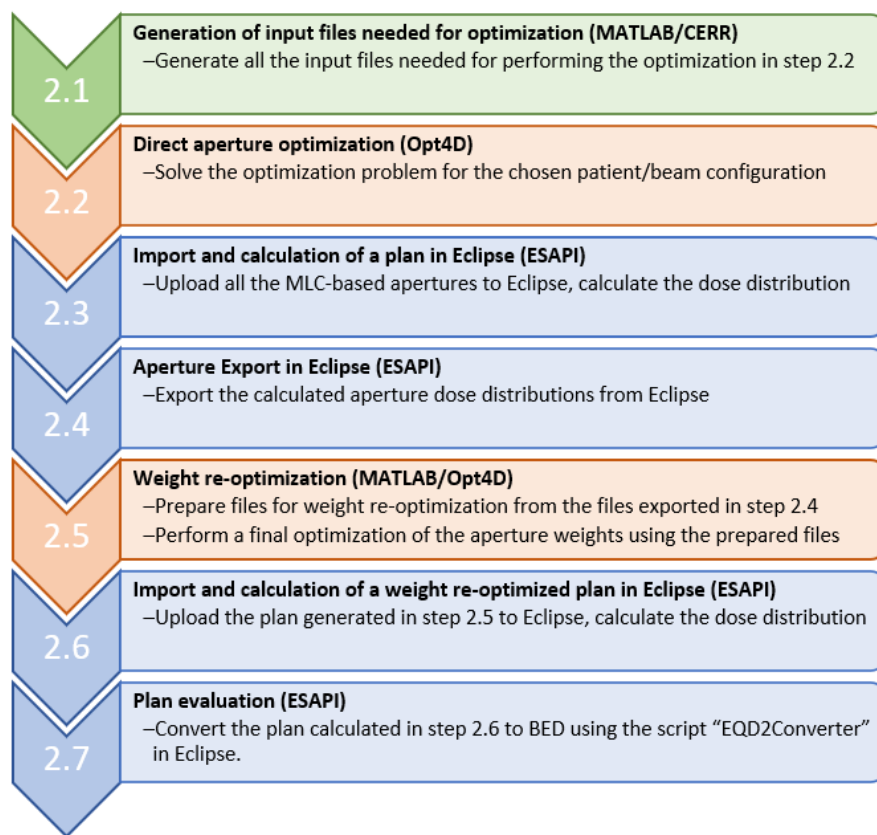 2.1
Generation of input files needed for optimization (MATLAB/CERR)
–Generate all the input files needed for performing the optimization in step 2.2
2.2
Direct aperture optimization (Opt4D)
–Solve the optimization problem for the chosen patient/beam configuration
2.3
Import and calculation of a plan in Eclipse (ESAPI)
–Upload all the MLC-based apertures to Eclipse, calculate the dose distribution
2.4
Aperture Export in Eclipse (ESAPI)
–Export the calculated aperture dose distributions from Eclipse
2.5
Weight re-optimization (MATLAB/Opt4D)
–Prepare files for weight re-optimization from the files exported in step 2.4
–Perform a final optimization of the aperture weights using the prepared files
2.6
Import and calculation of a weight re-optimized plan in Eclipse (ESAPI)
–Upload the plan generated in step 2.5 to Eclipse, calculate the dose distribution
2.7
Plan evaluation (ESAPI)
–Convert the plan calculated in step 2.6 to BED using the script “EQD2Converter”
in Eclipse.